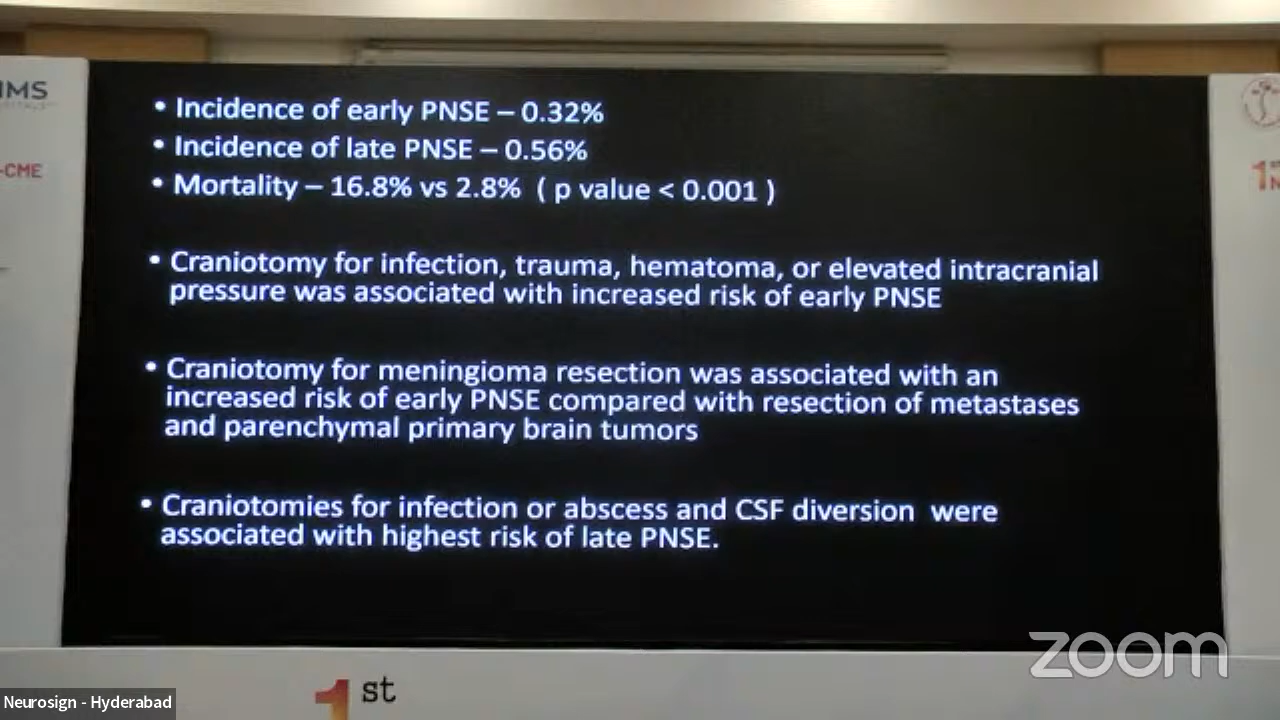 IMS
-CME
• Incidence of early PNSE – 0.32%
• Incidence of late PNSE – 0.56%
• Mortality – 16.8% vs 2.8% ( p value < 0.001 )
• Craniotomy for infection, trauma, hematoma, or elevated intracranial
pressure was associated with increased risk of early PNSE
• Craniotomy for meningioma resection was associated with an
increased risk of early PNSE compared with resection of metastases
and parenchymal primary brain tumors
• Craniotomies for infection or abscess and CSF diversion were
associated with highest risk of late PNSE.
1
zoom
1st
Neurosign - Hyderabad